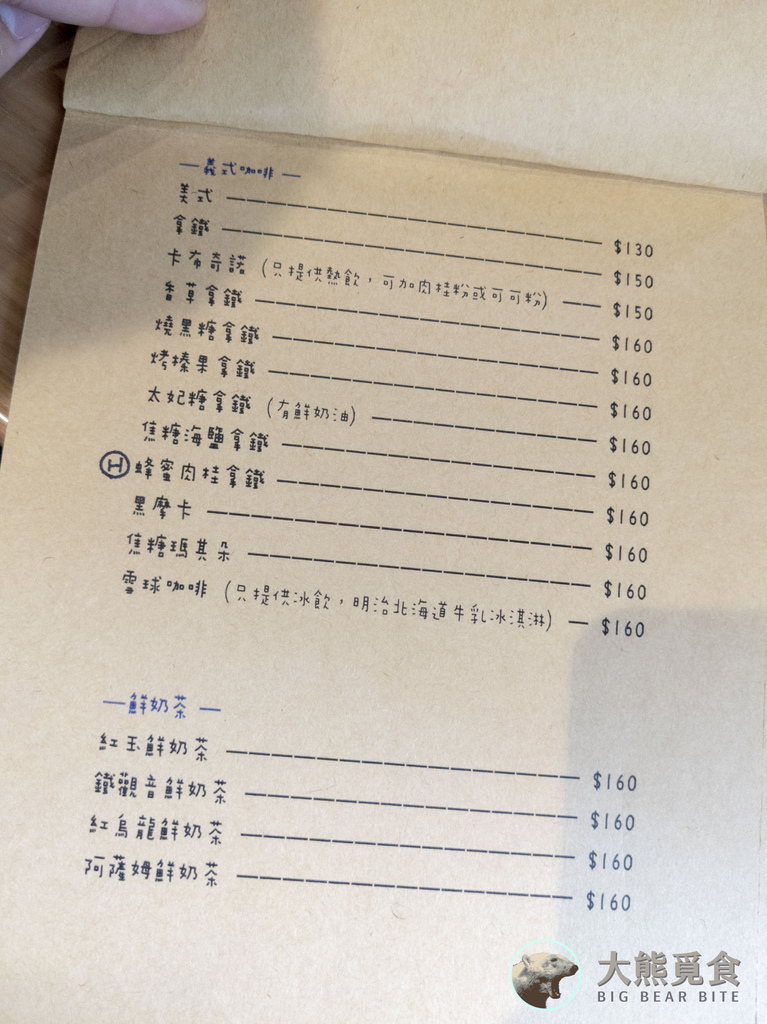 — 義式咖啡 —
美式 $130
拿鐵 $150
卡布奇諾 (只提供熱飲，可加肉桂粉或可可粉) $150
香草拿鐵 $160
燒黑糖拿鐵 $160
烤榛果拿鐵 $160
太妃糖拿鐵 (有鮮奶油) $160
焦糖海鹽拿鐵 $160
Ⓗ蜂蜜肉桂拿鐵 $160
黑摩卡 $160
焦糖瑪其朵 $160
雪球咖啡 (只提供冰飲，明治北海道牛乳冰淇淋) $160
— 鮮奶茶 —
紅玉鮮奶茶 $160
鐵觀音鮮奶茶 $160
紅烏龍鮮奶茶 $160
阿薩姆鮮奶茶 $160
大熊覓食
BIG BEAR BITE